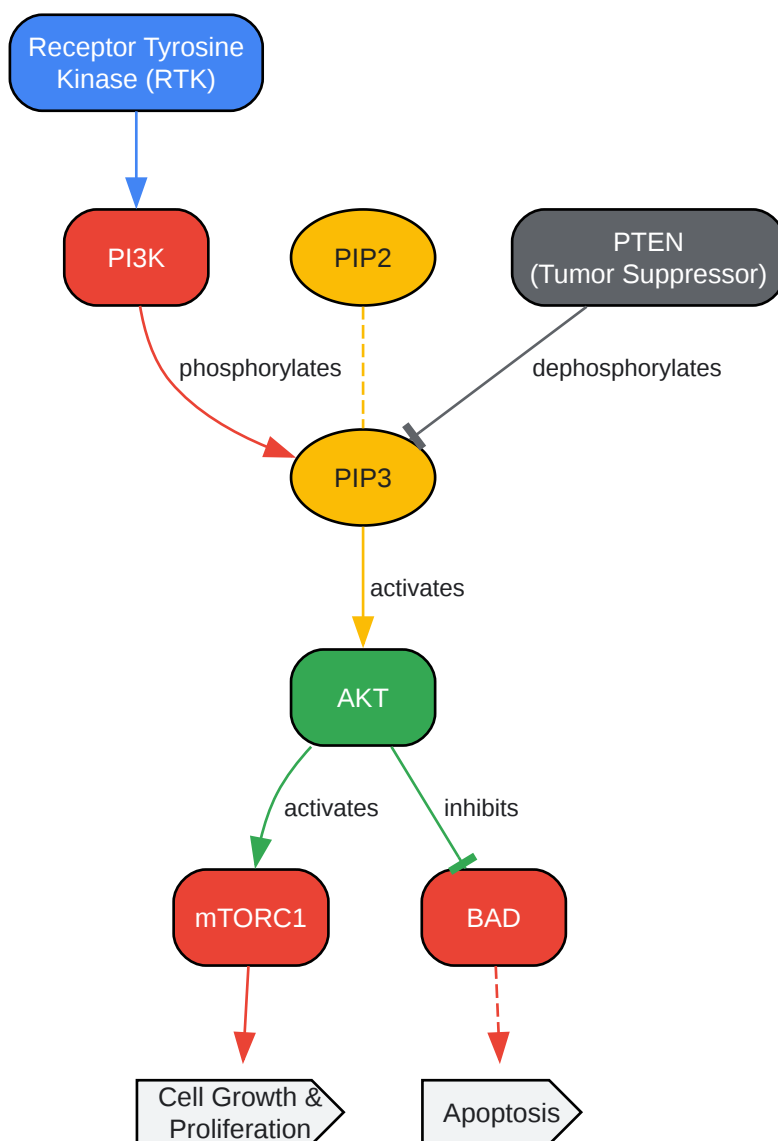 Receptor Tyrosine
Kinase (RTK)
PI3K
PIP2
PTEN
(Tumor Suppressor)
phosphorylates
dephosphorylates
PIP3
activates
AKT
activates
inhibits
mTORC1
BAD
Cell Growth &
Proliferation
Apoptosis